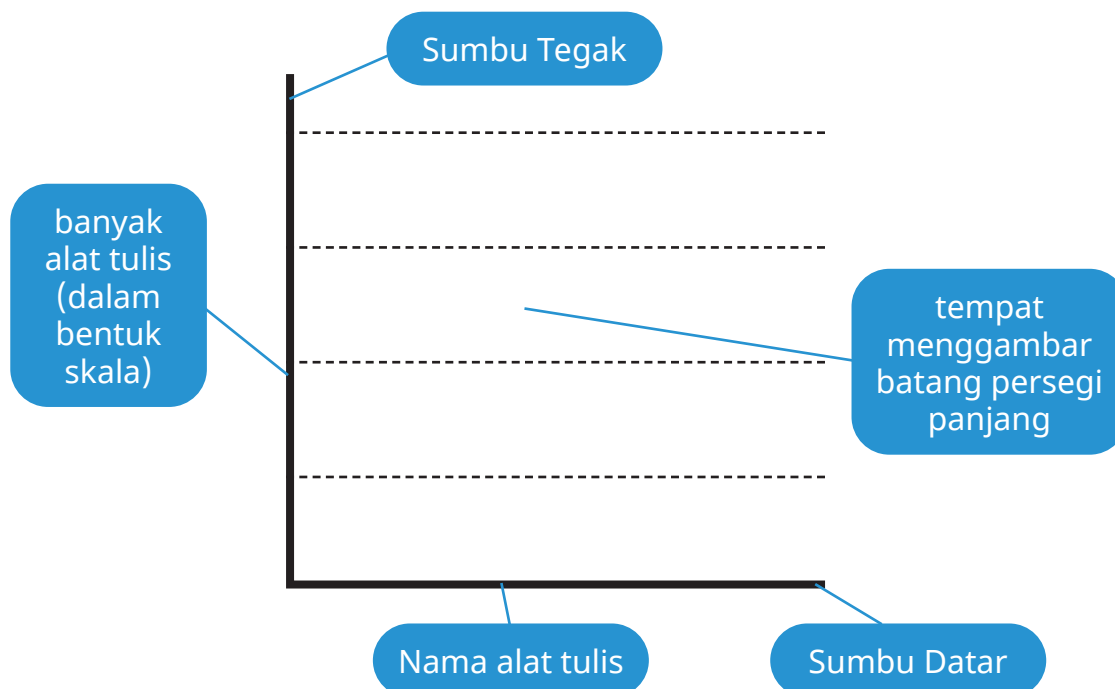 Sumbu Tegak
banyak
alat tulis
(dalam
bentuk
skala)
tempat
menggambar
batang persegi
panjang
Nama alat tulis
Sumbu Datar